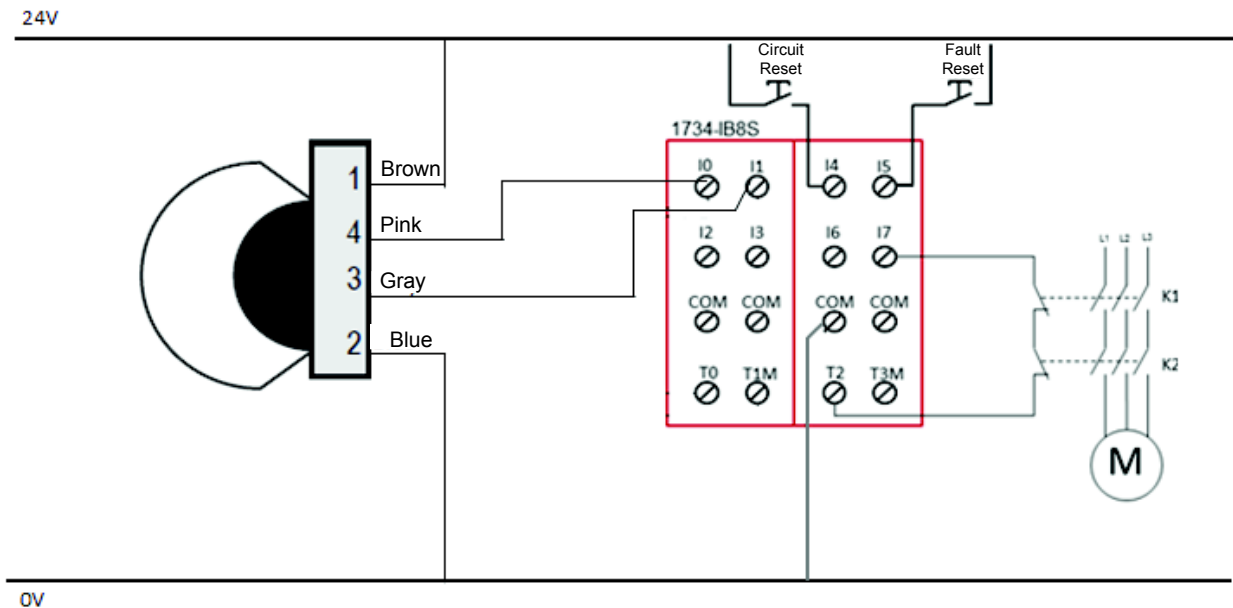 24V
Circuit
Reset
Fault
Reset
1734-IB8S
1 Brown
4 Pink
3 Gray
2 Blue
I0 I1 I4 I5
I2 I3 I6 I7
COM COM COM COM
T0 T1M T2 T3M
L1 L2 L3
K1
K2
M
0V